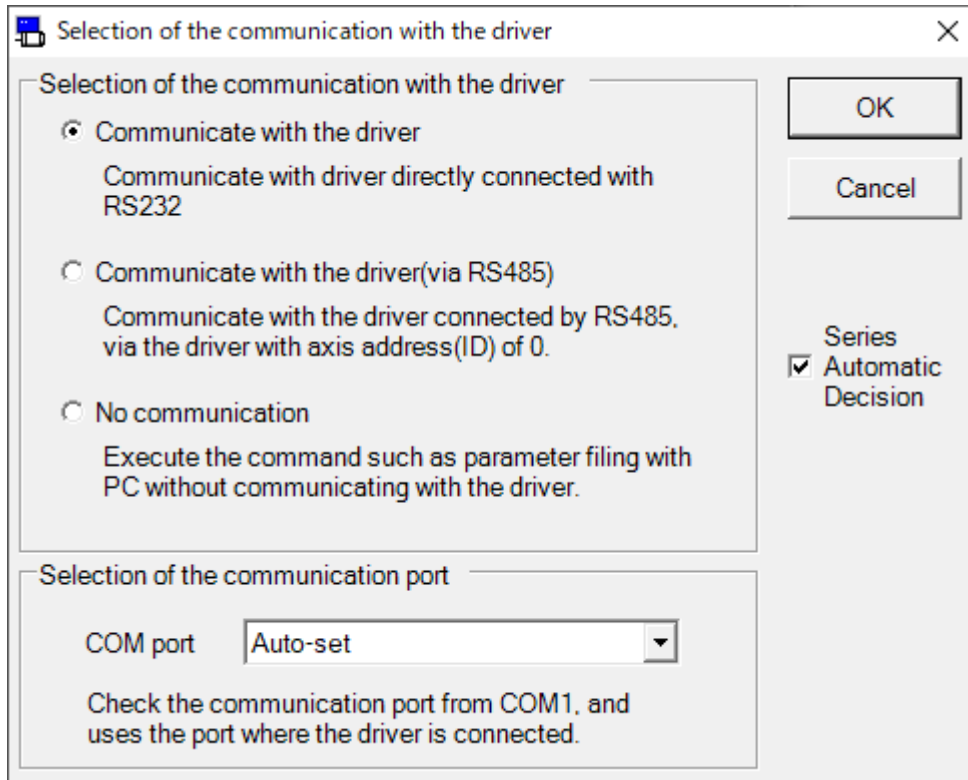 Selection of the communication with the driver
Selection of the communication with the driver
Communicate with the driver
Communicate with driver directly connected with
RS232
Communicate with the driver(via RS485)
Communicate with the driver connected by RS485,
via the driver with axis address(ID) of 0.
No communication
Execute the command such as parameter filing with
PC without communicating with the driver.
OK
Cancel
Series
Automatic
Decision
Selection of the communication port
COM port
Auto-set
Check the communication port from COM1, and
uses the port where the driver is connected.